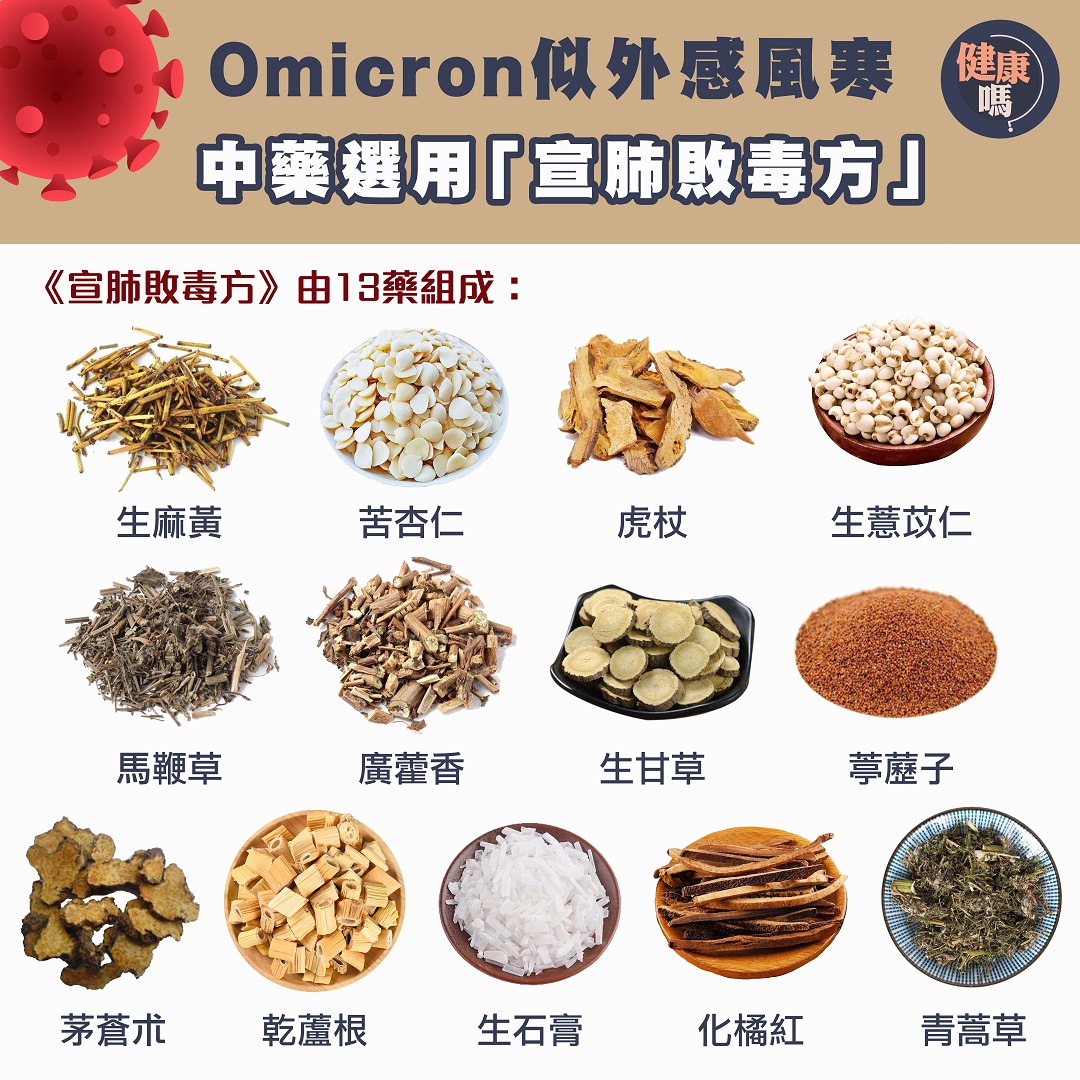 Omicron似外感風寒
健康
嗎?
中藥選用「宣肺敗毒方」
《宣肺敗毒方》由13藥組成：
生麻黃
苦杏仁
虎杖
生薏苡仁
馬鞭草
廣藿香
生甘草
葶藶子
茅蒼朮
乾蘆根
生石膏
化橘紅
青蒿草